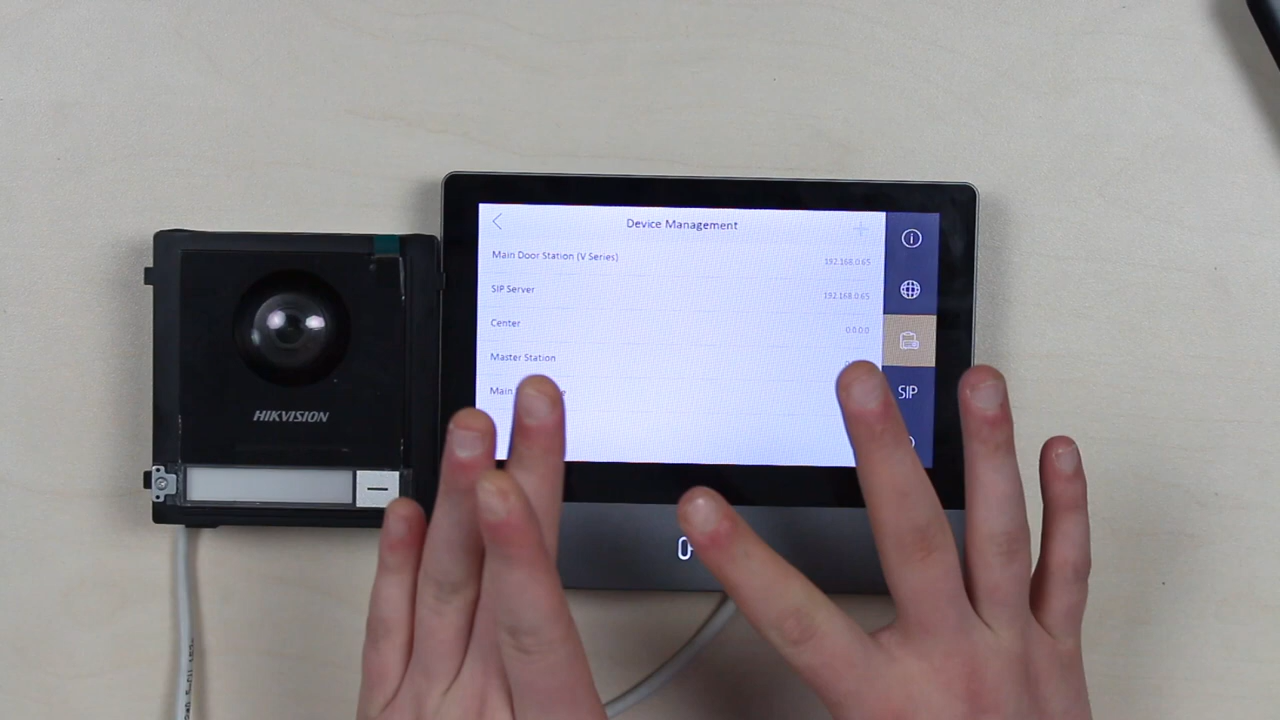 Device Management
Main Door Station (V Series) 192.168.0.65
SIP Server 192.168.0.65
Center 0.0.0.0
Master Station
Main
SIP
HIKVISION